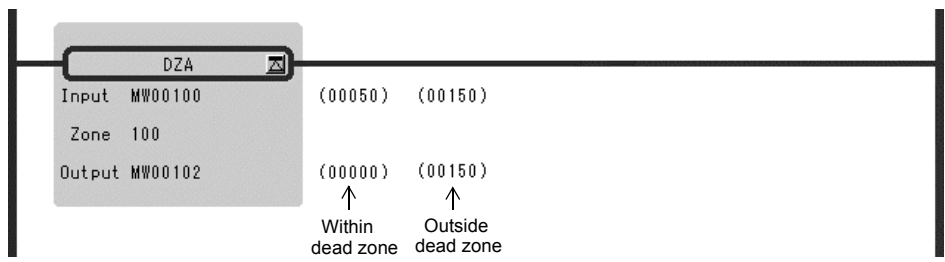 DZA
Input MW00100 (00050) (00150)
Zone 100
Output MW00102 (00000) (00150)
Within Outside
dead zone dead zone